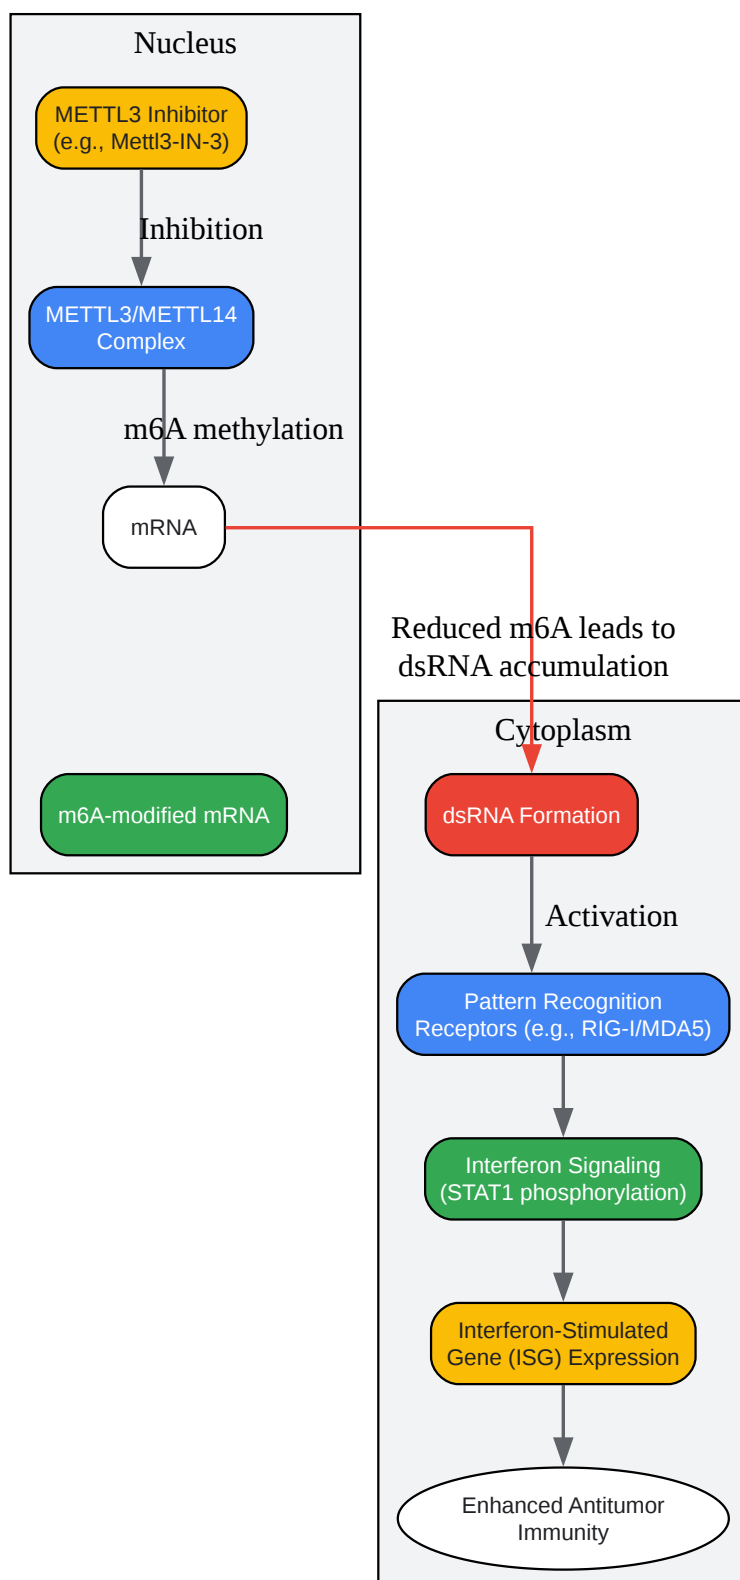 Nucleus
METTL3 Inhibitor
(e.g., Mettl3-IN-3)
Inhibition
METTL3/METTL14
Complex
m6A methylation
mRNA
Reduced m6A leads to
dsRNA accumulation
Cytoplasm
m6A-modified mRNA
dsRNA Formation
Activation
Pattern Recognition
Receptors (e.g., RIG-I/MDA5)
Interferon Signaling
(STAT1 phosphorylation)
Interferon-Stimulated
Gene (ISG) Expression
Enhanced Antitumor
Immunity